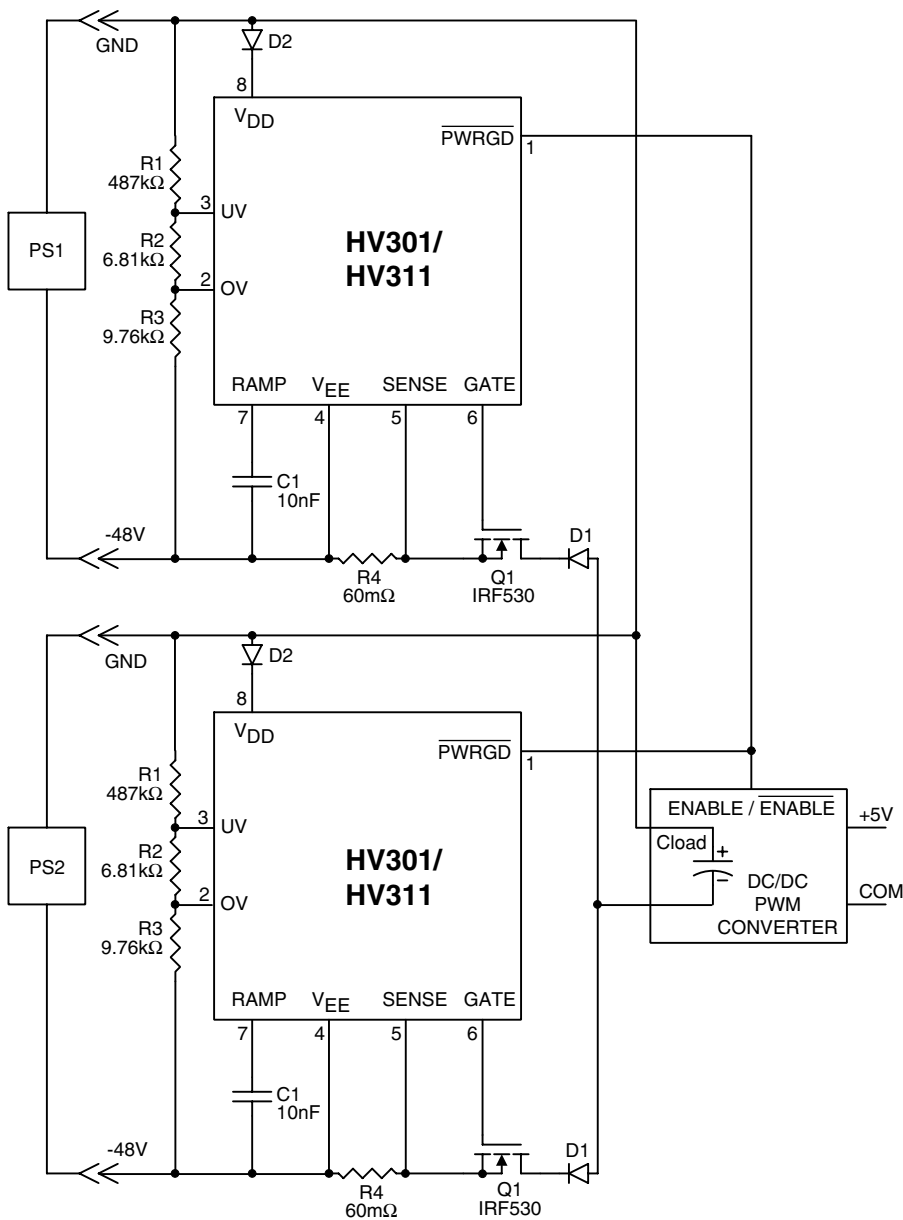 GND
D2
8
VDD
PWRGD
1
R1
487kΩ
3
UV
PS1
R2
6.81kΩ
HV301/
HV311
2
OV
R3
9.76kΩ
RAMP
VEE
SENSE
GATE
7
4
5
6
C1
10nF
-48V
D1
R4
60mΩ
Q1
IRF530
GND
D2
8
VDD
PWRGD
1
R1
487kΩ
ENABLE / ENABLE
+5V
3
UV
Cload
+
PS2
R2
6.81kΩ
HV301/
HV311
–
DC/DC
PWM
CONVERTER
COM
2
OV
R3
9.76kΩ
RAMP
VEE
SENSE
GATE
7
4
5
6
C1
10nF
-48V
D1
R4
60mΩ
Q1
IRF530